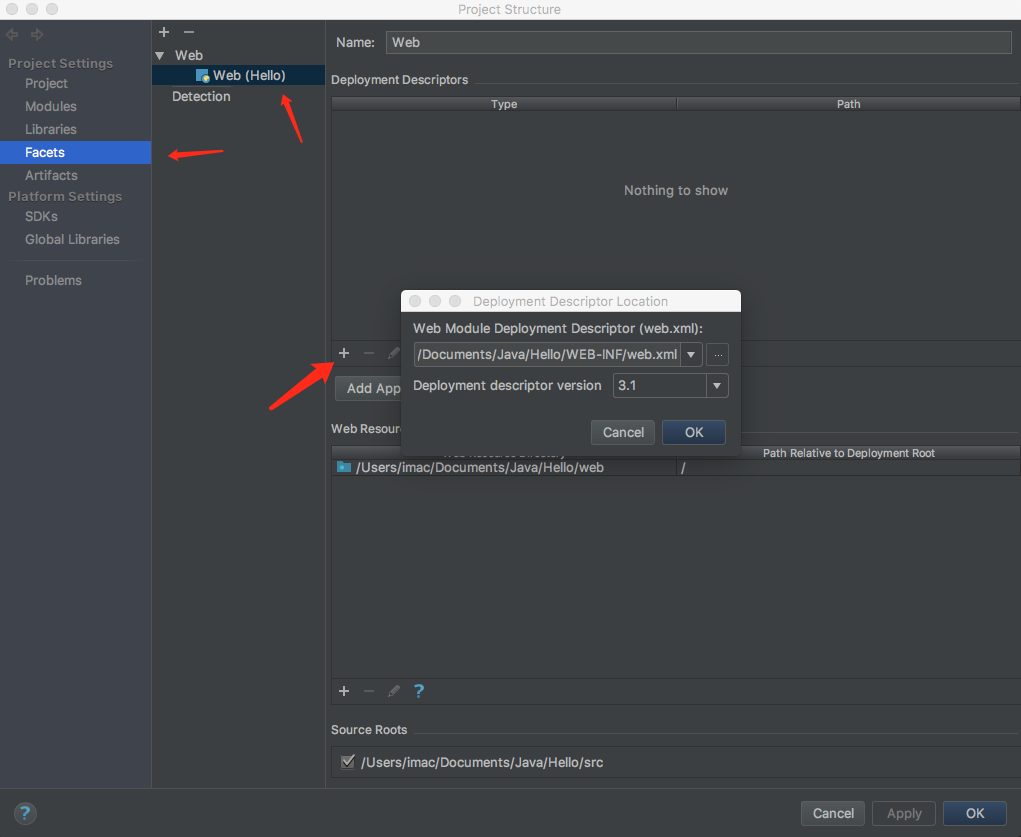 Project Structure
Project Settings
Project
Modules
Libraries
Facets
Artifacts
Platform Settings
SDKs
Global Libraries
Problems
Web
Web (Hello)
Detection
Name: Web
Deployment Descriptors
Type Path
Nothing to show
Deployment Descriptor Location
Web Module Deployment Descriptor (web.xml):
/Documents/Java/Hello/WEB-INF/web.xml ...
Deployment descriptor version 3.1
Cancel OK
Add App
Web Resour
Path Relative to Deployment Root
/Users/imac/Documents/Java/Hello/web /
?
Source Roots
/Users/imac/Documents/Java/Hello/src
? Cancel Apply OK